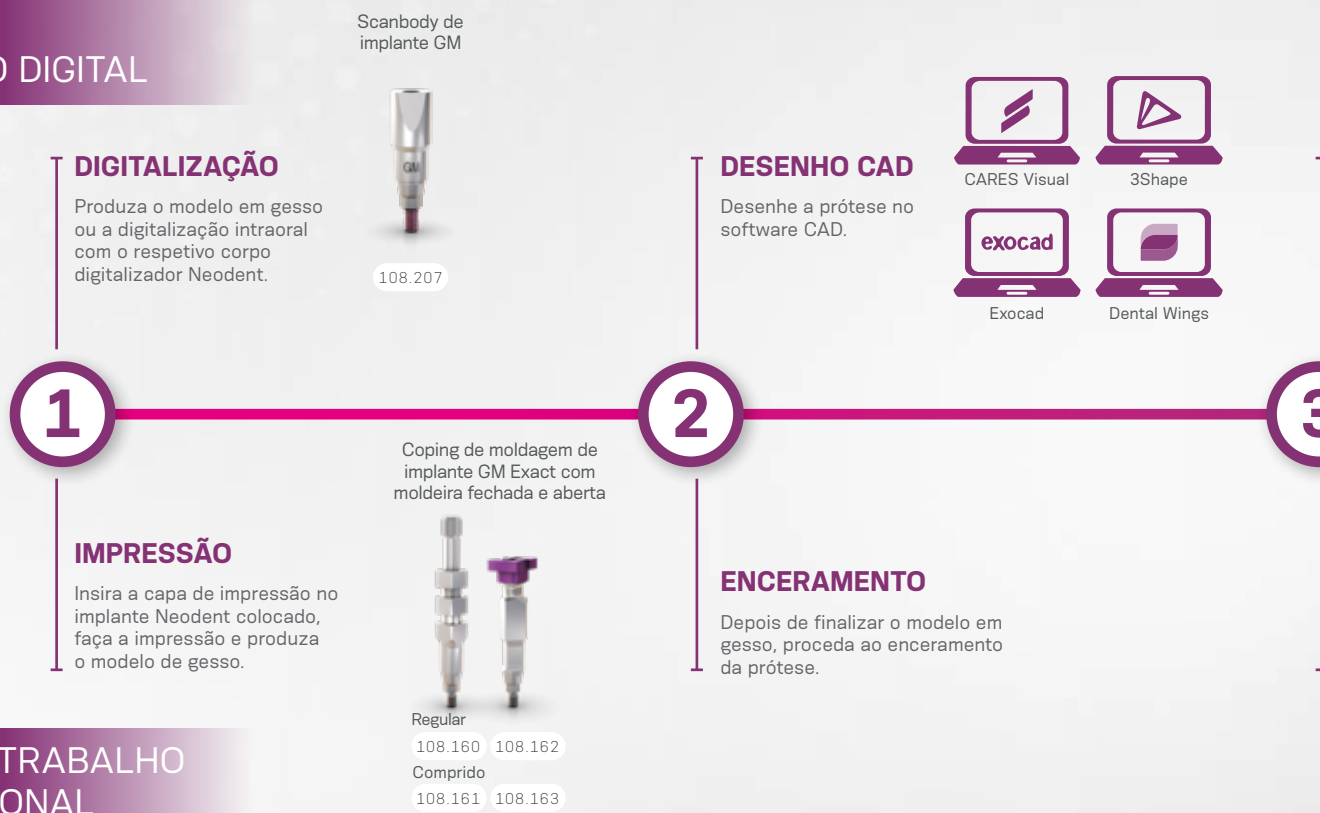 Scanbody de
implante GM
DIGITAL
GM
108.207
DIGITALIZAÇÃO
Produza o modelo em gesso
ou a digitalização intraoral
com o respetivo corpo
digitalizador Neodent.
DESENHO CAD
Desenhe a prótese no
software CAD.
CARES Visual
3Shape
exocad
Exocad
Dental Wings
1
2
3
Coping de moldagem de
implante GM Exact com
moldeira fechada e aberta
IMPRESSÃO
Insira a capa de impressão no
implante Neodent colocado,
faça a impressão e produza
o modelo de gesso.
Regular
108.160 108.162
Comprido
108.161 108.163
ENCERAMENTO
Depois de finalizar o modelo em
gesso, proceda ao enceramento
da prótese.
TRABALHO
ONAL